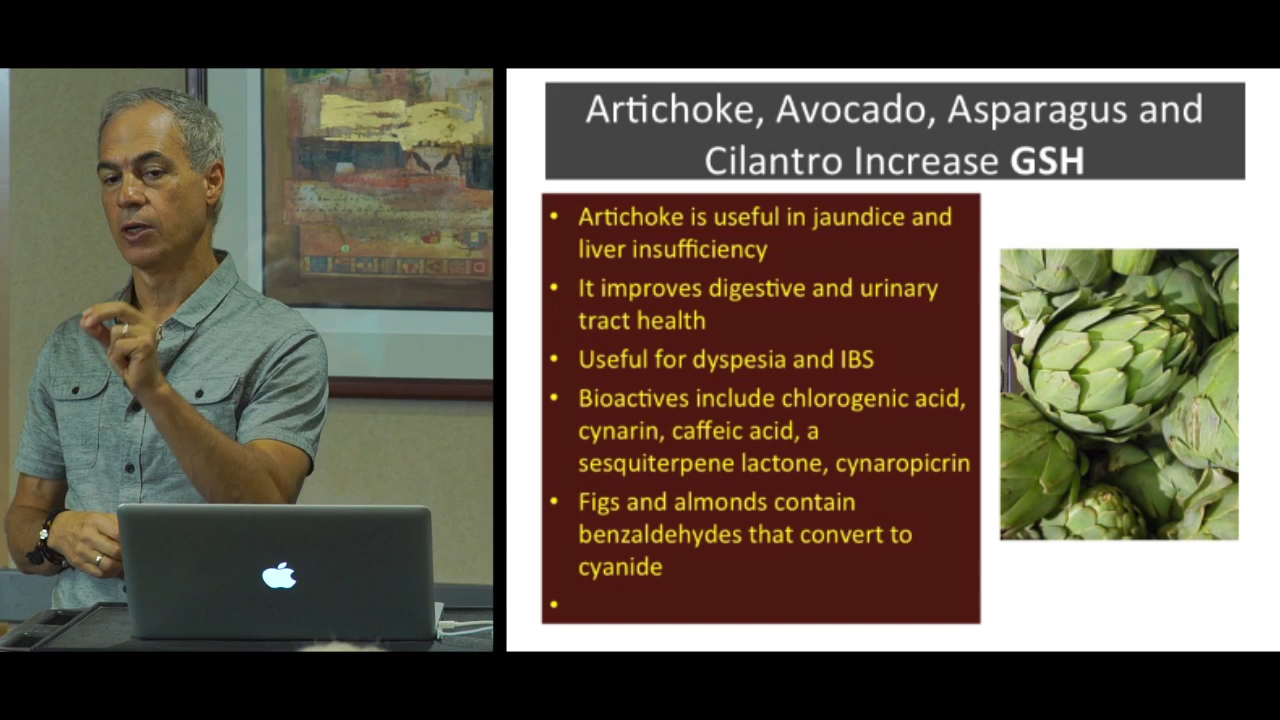 Artichoke, Avocado, Asparagus and
Cilantro Increase GSH
• Artichoke is useful in jaundice and
liver insufficiency
• It improves digestive and urinary
tract health
• Useful for dyspesia and IBS
• Bioactives include chlorogenic acid,
cynarin, caffeic acid, a
sesquiterpene lactone, cynaropicrin
• Figs and almonds contain
benzaldehydes that convert to
cyanide
•